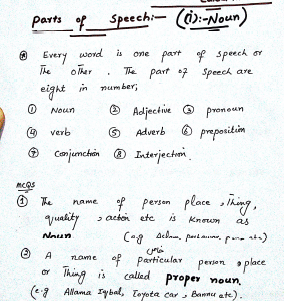 Parts of Speech:- (i):- Noun
Every word is one part of speech or
The other. The part of speech are
eight in number;
① Noun ② Adjective ③ pronoun
④ verb ⑤ Adverb ⑥ preposition
⑦ Conjunction ⑧ Interjection.
MCQS
① The name of person place, Thing,
quality, action etc is known as
Noun (e.g
② A name of particular person, place
or Thing is called proper noun.
(e.g Allama Iqbal, Toyota car, Bannu etc).